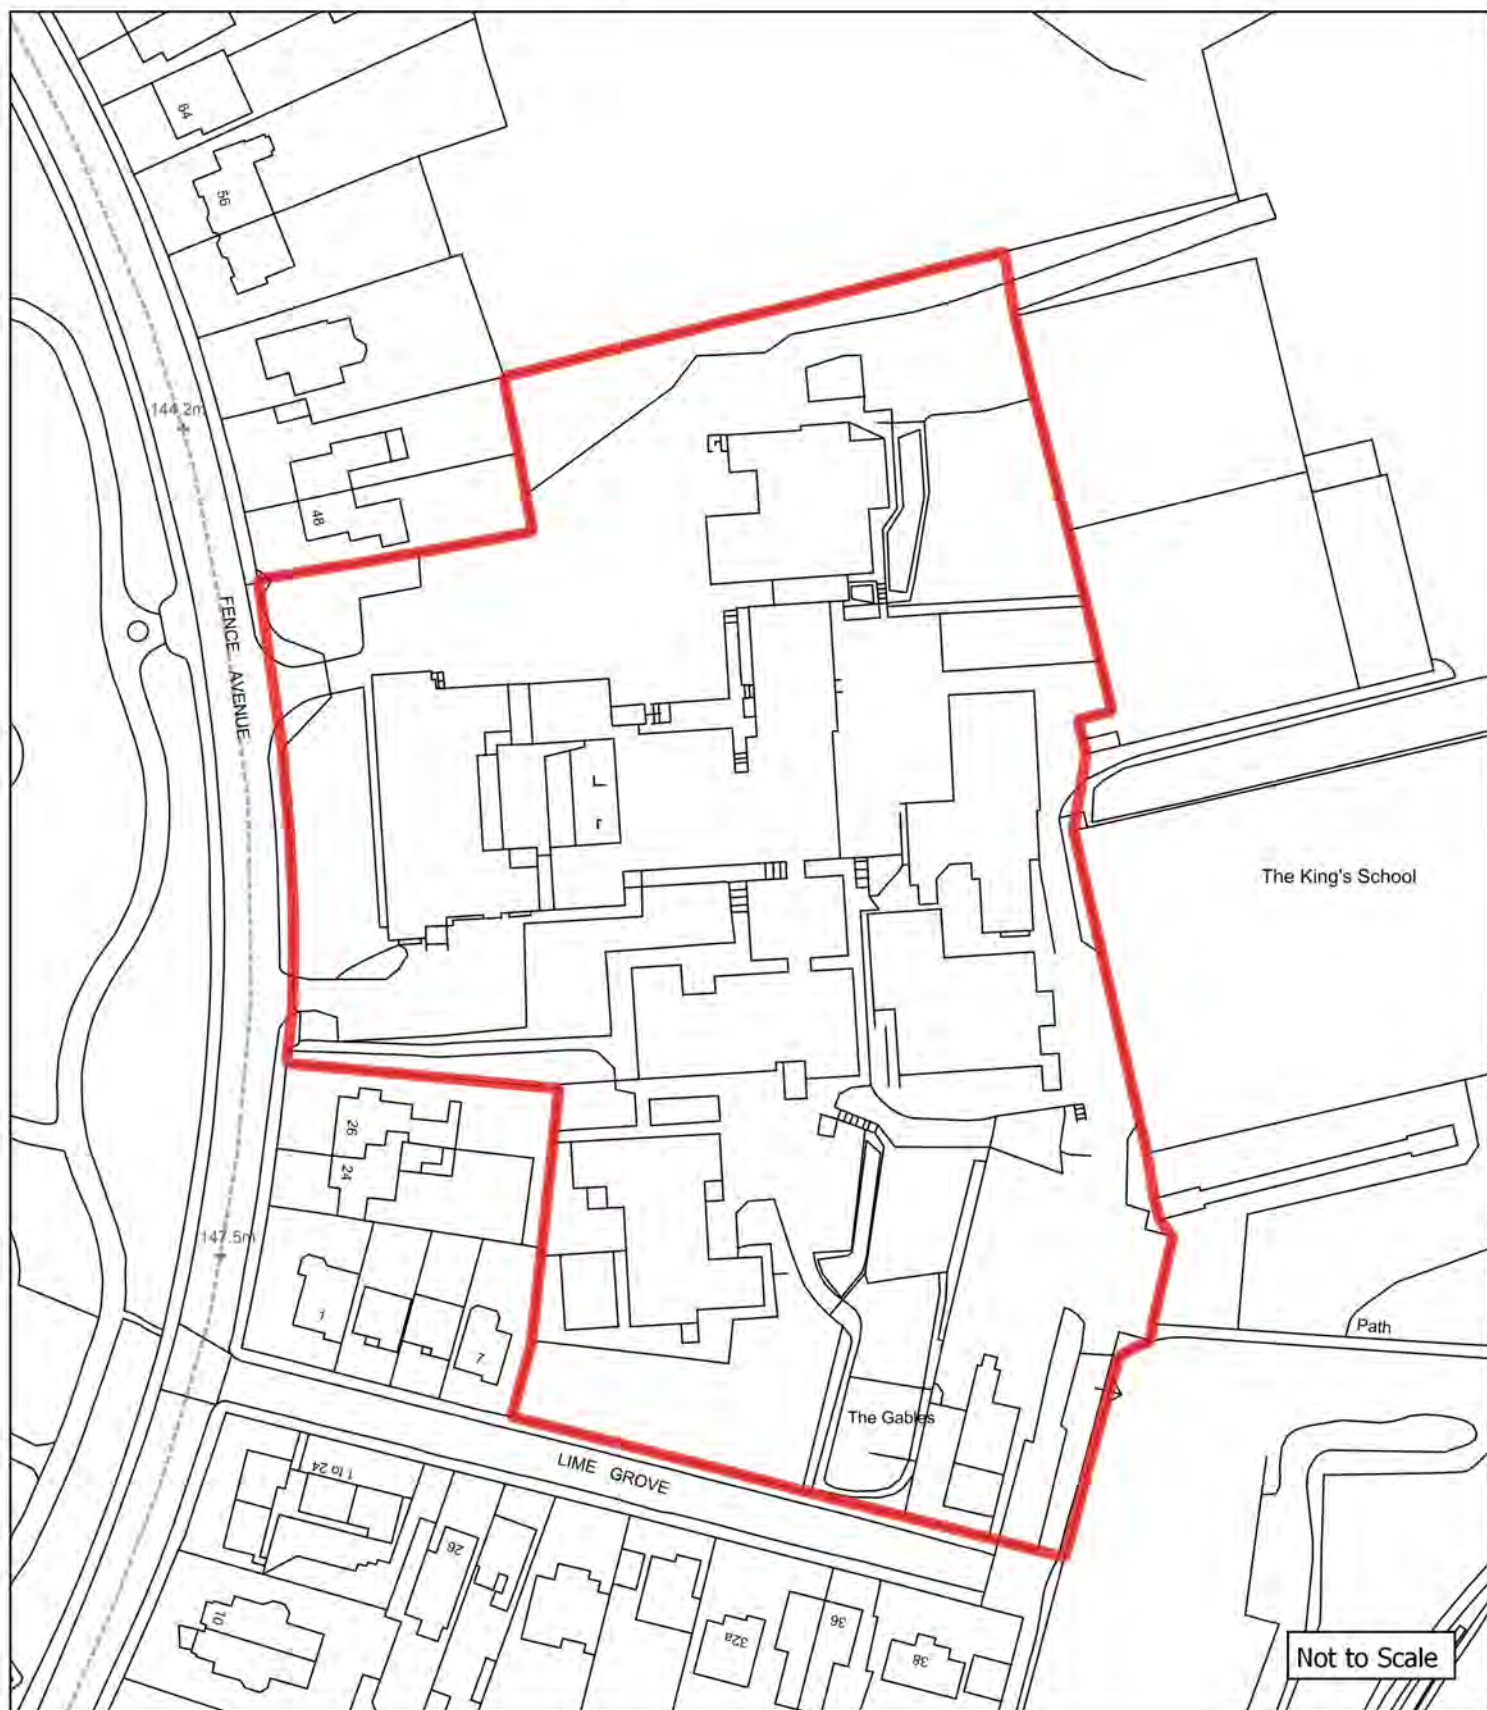 64
56
144.2m
48
FENCE AVENUE
The King's School
26
24
147.5m
1
7
Path
The Gables
LIME GROVE
1 to 24
26
10
32a
36
38
Not to Scale